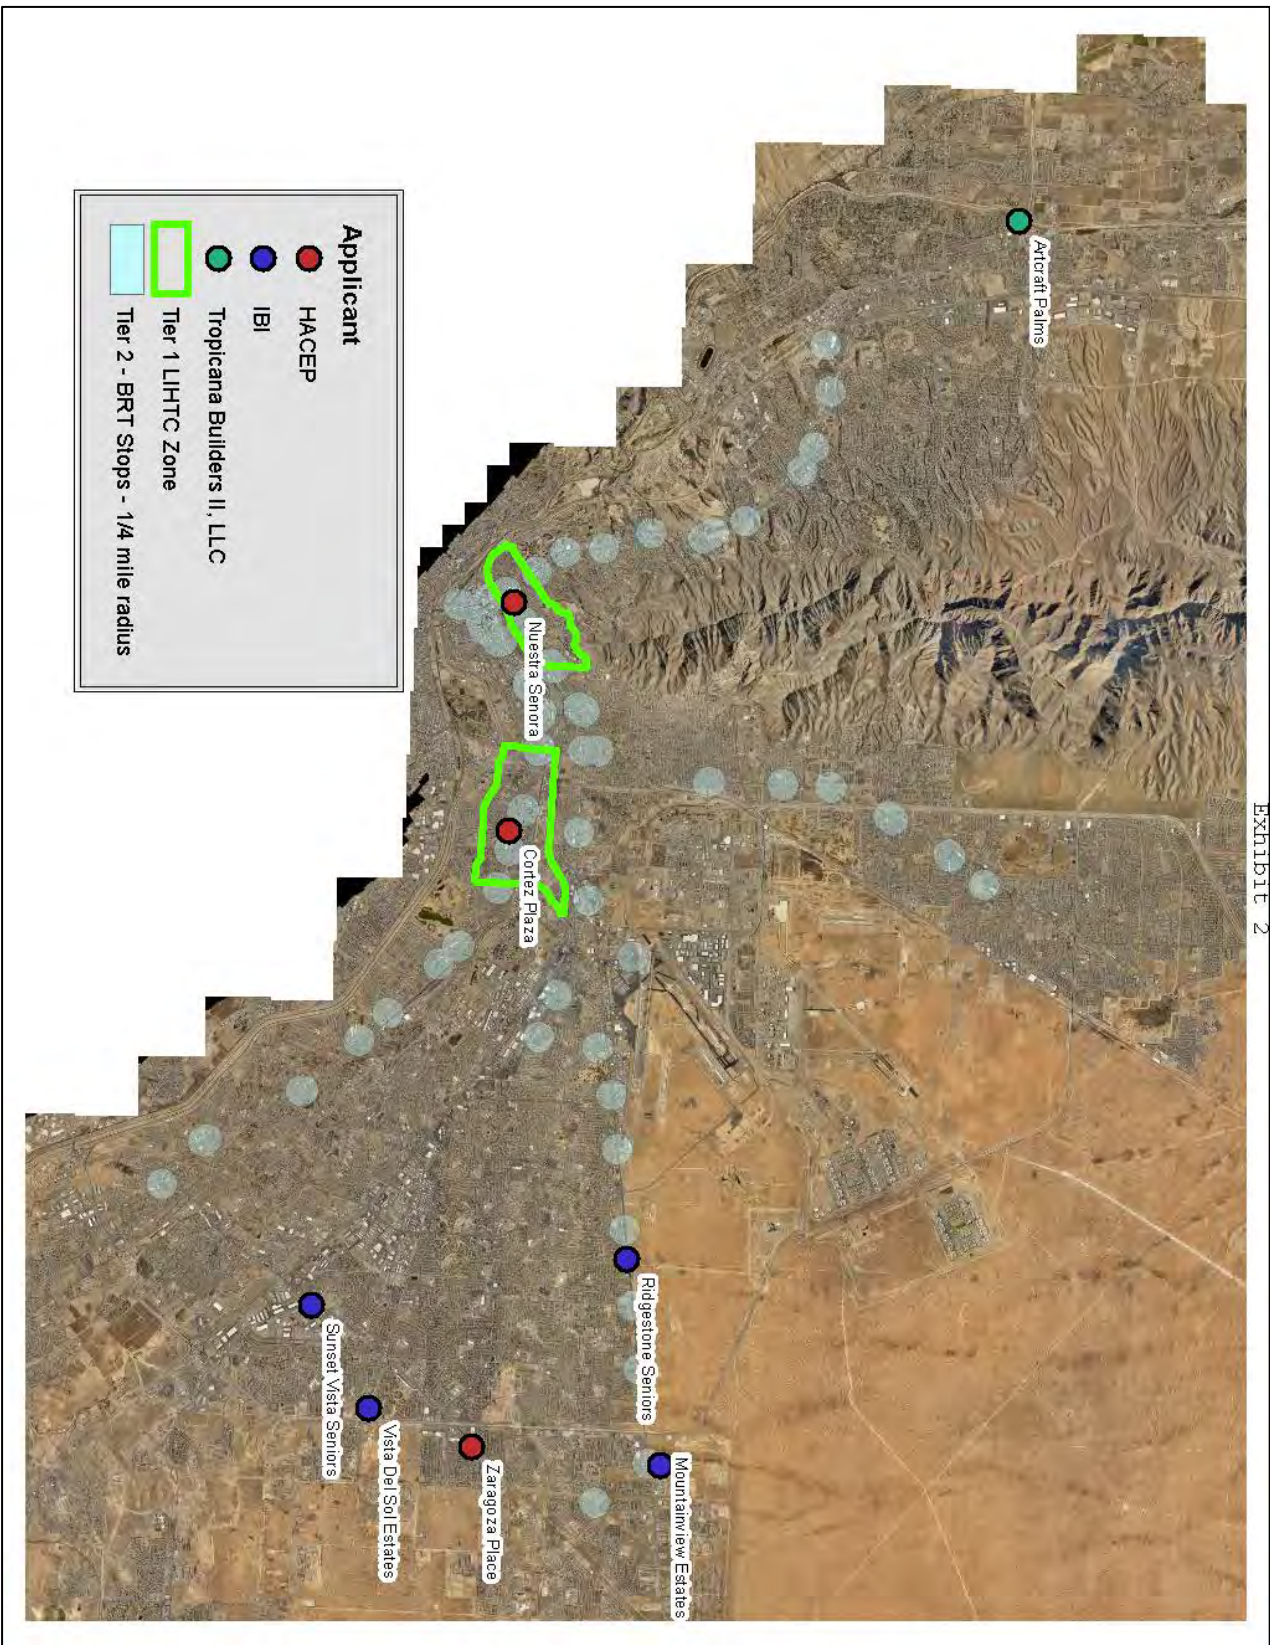 Exhibit 2
Artcraft Palms
Nuestra Senora
Cortez Plaza
Ridgestone Seniors
Mountainview Estates
Zaragoza Place
Vista Del Sol Estates
Sunset Vista Seniors
Applicant
HACEP
IBI
Tropicana Builders II, LLC
Tier 1 LIHTC Zone
Tier 2 - BRT Stops - 1/4 mile radius